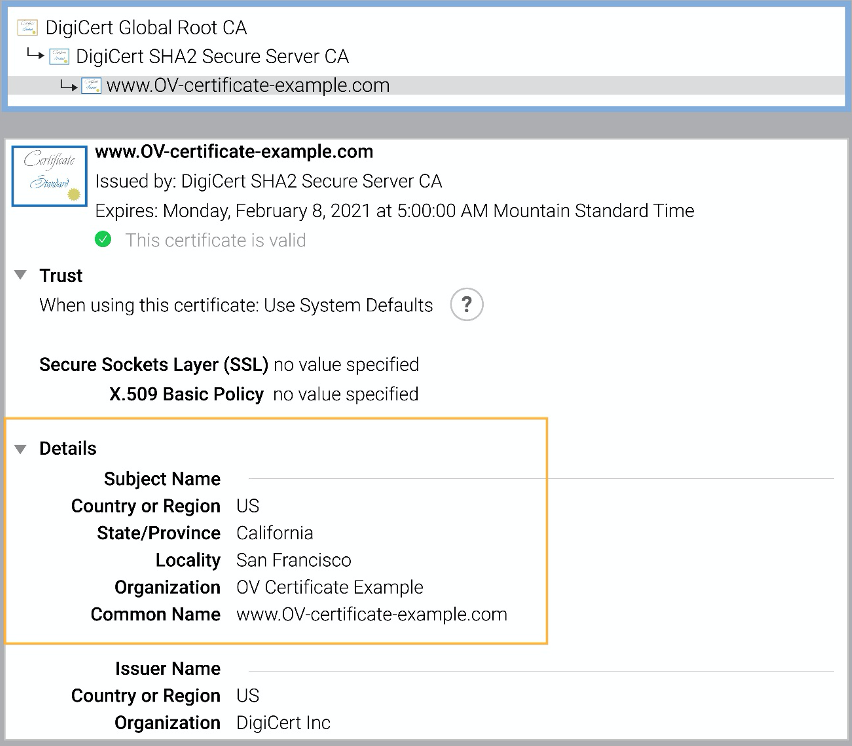 DigiCert Global Root CA
DigiCert SHA2 Secure Server CA
www.OV-certificate-example.com
Certificate
Standard
www.OV-certificate-example.com
Issued by: DigiCert SHA2 Secure Server CA
Expires: Monday, February 8, 2021 at 5:00:00 AM Mountain Standard Time
This certificate is valid
Trust
When using this certificate: Use System Defaults ?
Secure Sockets Layer (SSL) no value specified
X.509 Basic Policy no value specified
Details
Subject Name
Country or Region US
State/Province California
Locality San Francisco
Organization OV Certificate Example
Common Name www.OV-certificate-example.com
Issuer Name
Country or Region US
Organization DigiCert Inc